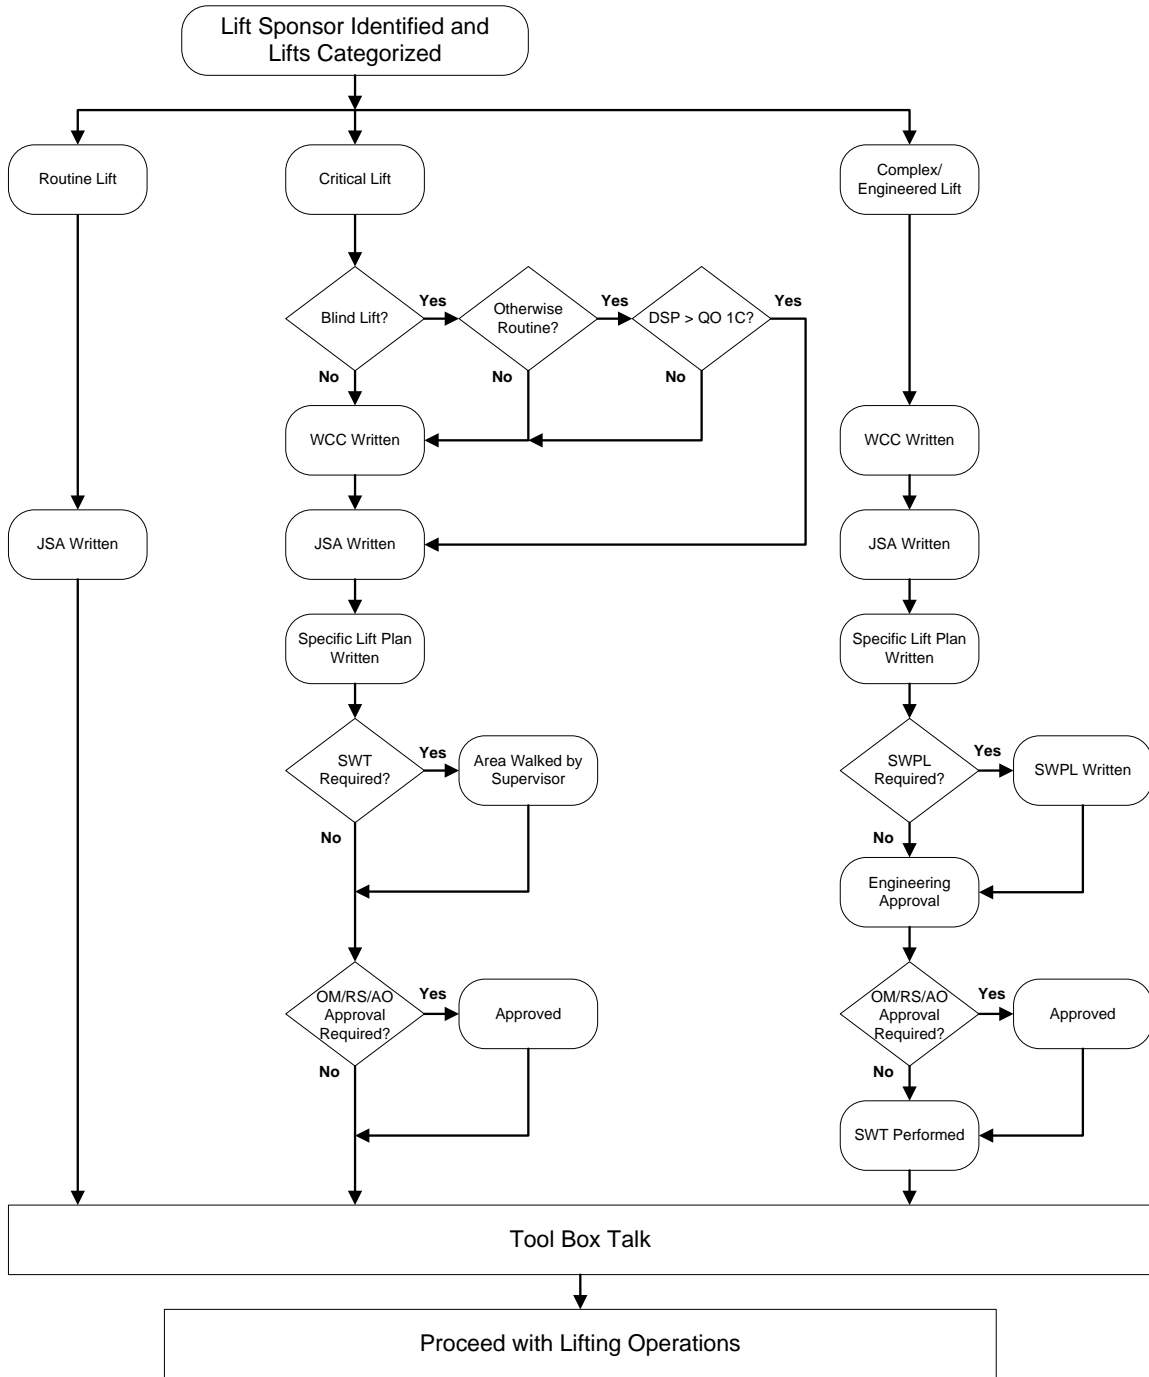 Lift Sponsor Identified and
Lifts Categorized
Routine Lift
Critical Lift
Complex/
Engineered Lift
Blind Lift?
Yes
Otherwise
Routine?
Yes
DSP > QO 1C?
Yes
No
No
No
WCC Written
WCC Written
JSA Written
JSA Written
JSA Written
Specific Lift Plan
Written
Specific Lift Plan
Written
SWT
Required?
Yes
Area Walked by
Supervisor
No
SWPL
Required?
Yes
SWPL Written
No
Engineering
Approval
OM/RS/AO
Approval
Required?
Yes
Approved
No
OM/RS/AO
Approval
Required?
Yes
Approved
No
SWT Performed
Tool Box Talk
Proceed with Lifting Operations